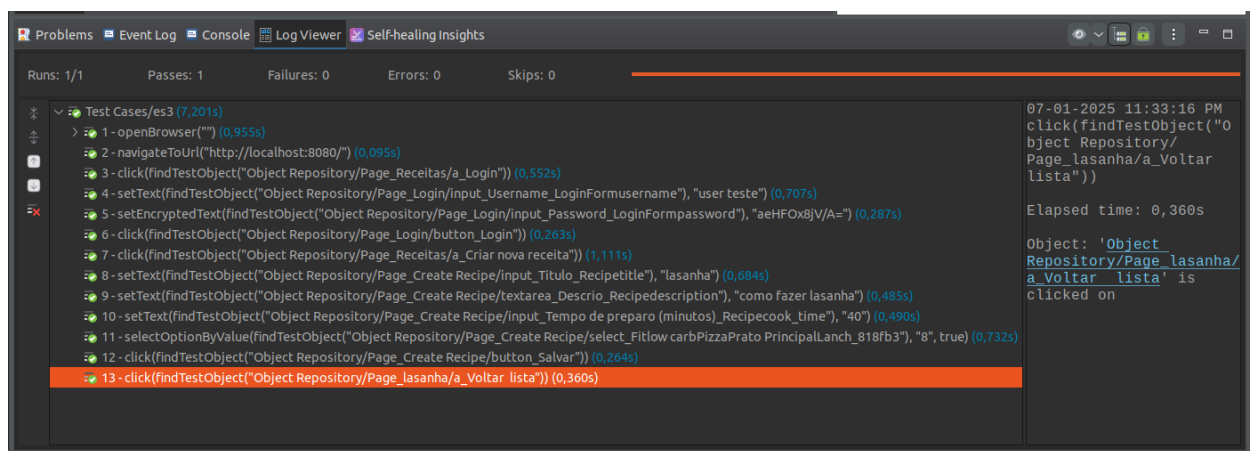 Problems Event Log Console Log Viewer Self-healing Insights
Runs: 1/1 Passes: 1 Failures: 0 Errors: 0 Skips: 0
Test Cases/es3 (7,201s)
1 - openBrowser("") (0,955s)
2 - navigateToUrl("http://localhost:8080/") (0,095s)
3 - click(findTestObject("Object Repository/Page_Receitas/a_Login")) (0,552s)
4 - setText(findTestObject("Object Repository/Page_Login/input_Username_LoginFormusername"), "user teste") (0,707s)
5 - setEncryptedText(findTestObject("Object Repository/Page_Login/input_Password_LoginFormpassword"), "aeHFOx8jV/A=") (0,287s)
6 - click(findTestObject("Object Repository/Page_Login/button_Login")) (0,263s)
7 - click(findTestObject("Object Repository/Page_Receitas/a_Criar nova receita")) (1,111s)
8 - setText(findTestObject("Object Repository/Page_Create Recipe/input_Titulo_Recipetitle"), "lasanha") (0,684s)
9 - setText(findTestObject("Object Repository/Page_Create Recipe/textarea_Descrio_Recipedescription"), "como fazer lasanha") (0,485s)
10 - setText(findTestObject("Object Repository/Page_Create Recipe/input_Tempo de preparo (minutos)_Recipecook_time"), "40") (0,490s)
11 - selectOptionByValue(findTestObject("Object Repository/Page_Create Recipe/select_Fitlow carbPizzaPrato PrincipalLanch_818fb3"), "8", true) (0,732s)
12 - click(findTestObject("Object Repository/Page_Create Recipe/button_Salvar")) (0,264s)
13 - click(findTestObject("Object Repository/Page_lasanha/a_Voltar  lista")) (0,360s)
07-01-2025 11:33:16 PM
click(findTestObject("O
bject Repository/
Page_lasanha/a_Voltar
lista"))
Elapsed time: 0,360s
Object: 'Object
Repository/Page_lasanha/
a_Voltar  lista' is
clicked on